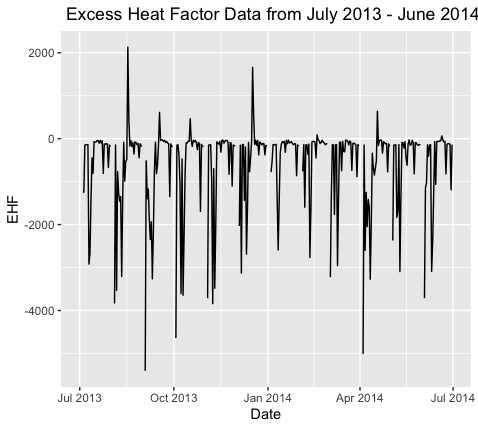 Excess Heat Factor Data from July 2013 - June 2014
2000
0
-2000
-4000
EHF
Jul 2013
Oct 2013
Jan 2014
Apr 2014
Jul 2014
Date